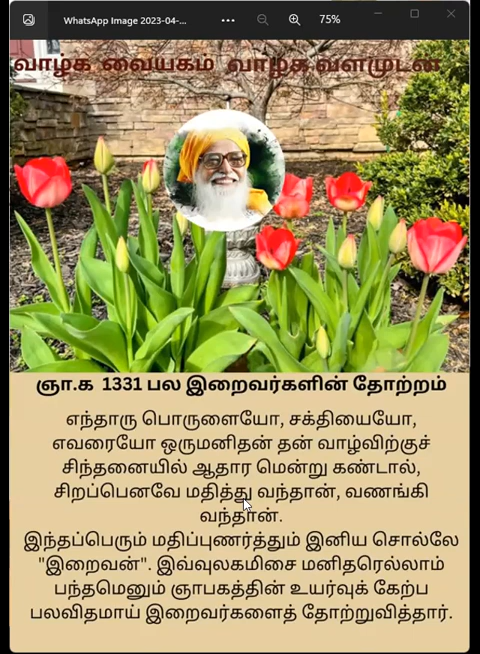 WhatsApp Image 2023-04-...
75%
வாழ்க வையகம் வாழ்க வளமுடன்
ஞா.க 1331 பல இறைவர்களின் தோற்றம்
எந்தாரு பொருளையோ, சக்தியையோ,
எவரையோ ஒருமனிதன் தன் வாழ்விற்குச்
சிந்தனையில் ஆதார மென்று கண்டால்,
சிறப்பெனவே மதித்து வந்தான், வணங்கி
வந்தான்.
இந்தப்பெரும் மதிப்புணர்த்தும் இனிய சொல்லே
"இறைவன்". இவ்வுலகமிசை மனிதரெல்லாம்
பந்தமெனும் ஞாபகத்தின் உயர்வுக் கேற்ப
பலவிதமாய் இறைவர்களைத் தோற்றுவித்தார்.